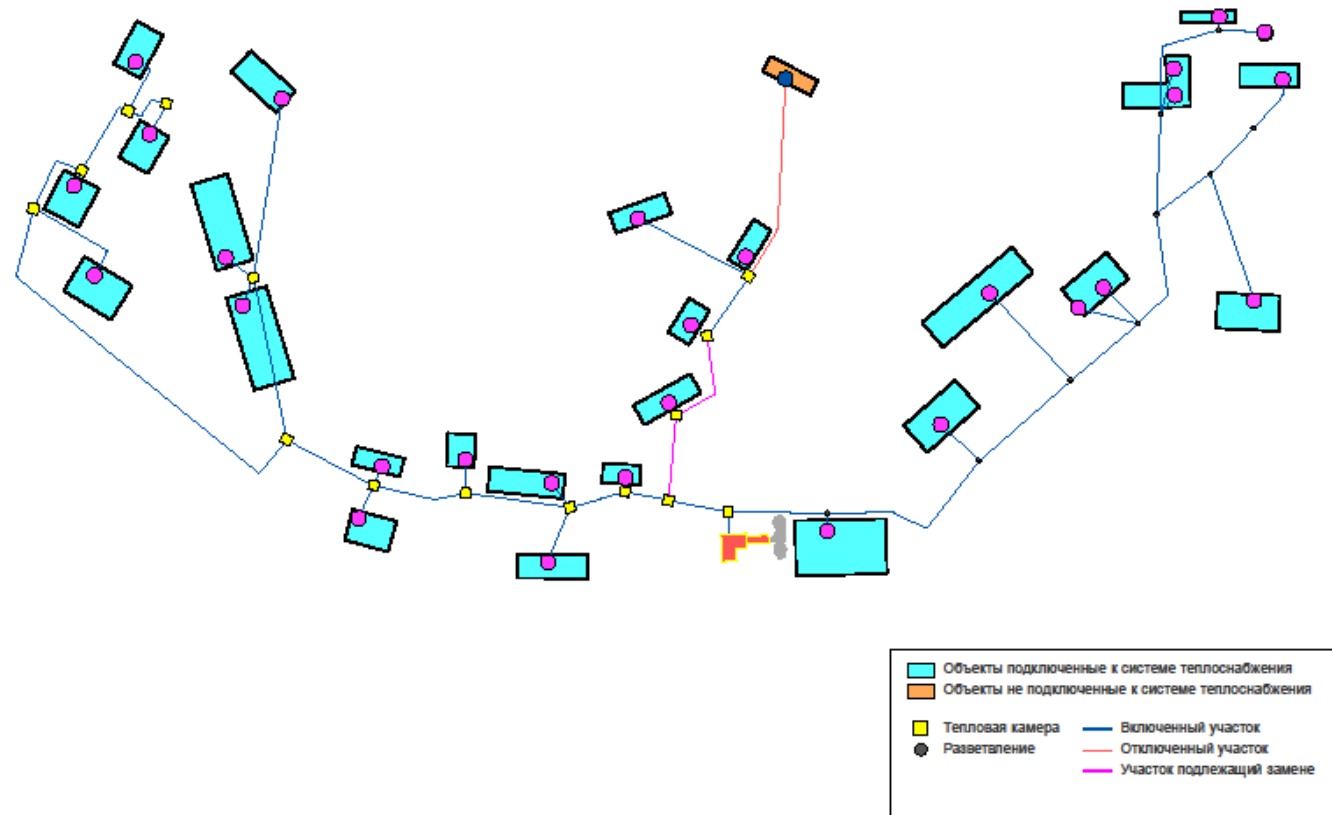 Объекты подключенные к системе теплоснабжения
Объекты не подключенные к системе теплоснабжения
Тепловая камера
Включенный участок
Разветвление
Отключенный участок
Участок подлежащий замене